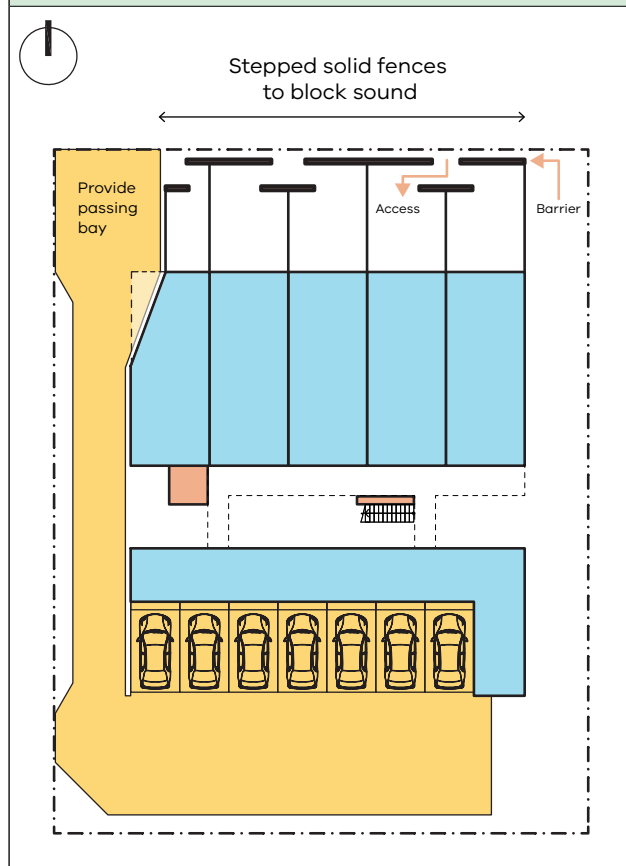 Stepped solid fences
to block sound
Provide
passing
bay
Access
Barrier